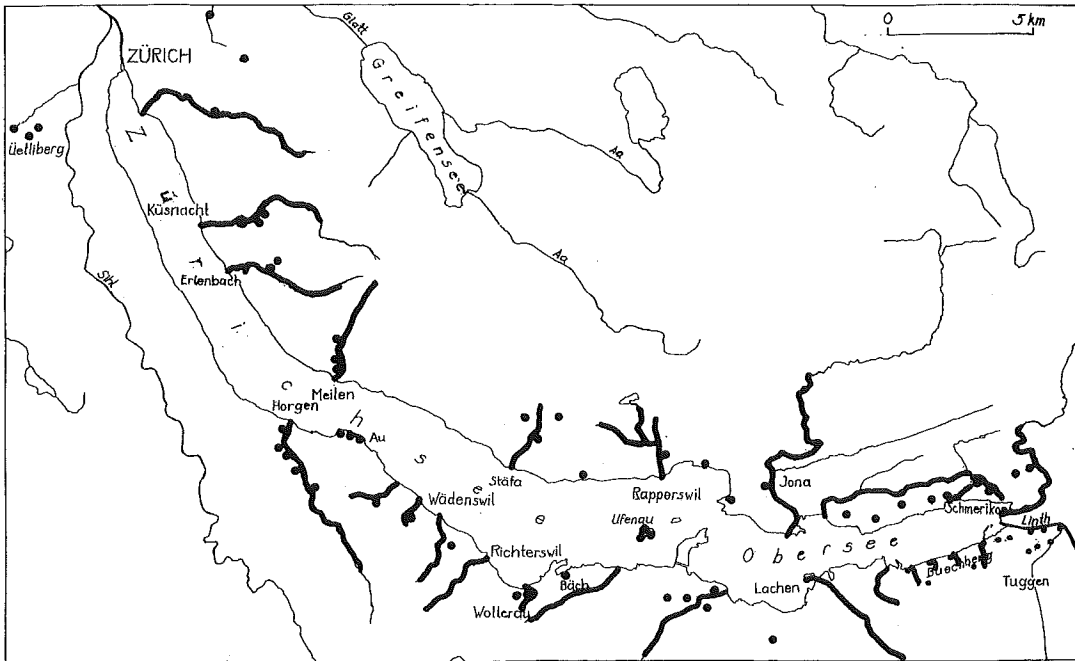 0 5 km
Glatt
ZÜRICH
Greifensee
Üetliberg
Aa
Zürichsee
Küsnacht
Sihl
Aa
Erlenbach
Meilen
Horgen
Au
Stäfa
Rapperswil
Jona
Wädenswil
Ufenau
Schmerikon
Linth
Obersee
Richterswil
Bäch
Lachen
Buechberg
Tuggen
Wollerau